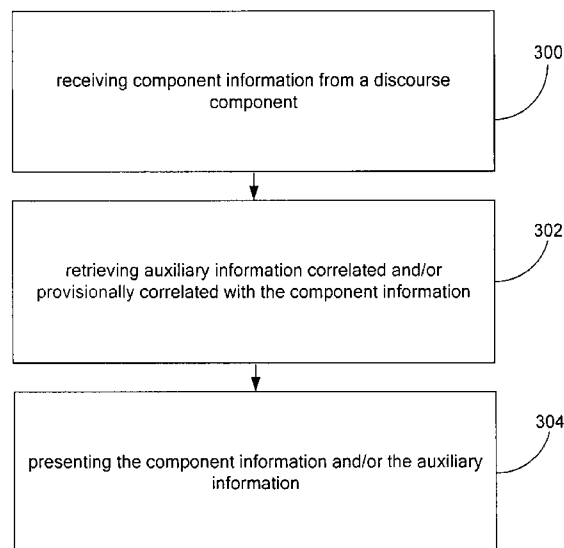 receiving component information from a discourse
component
300
retrieving auxiliary information correlated and/or
provisionally correlated with the component information
302
presenting the component information and/or the auxiliary
information
304